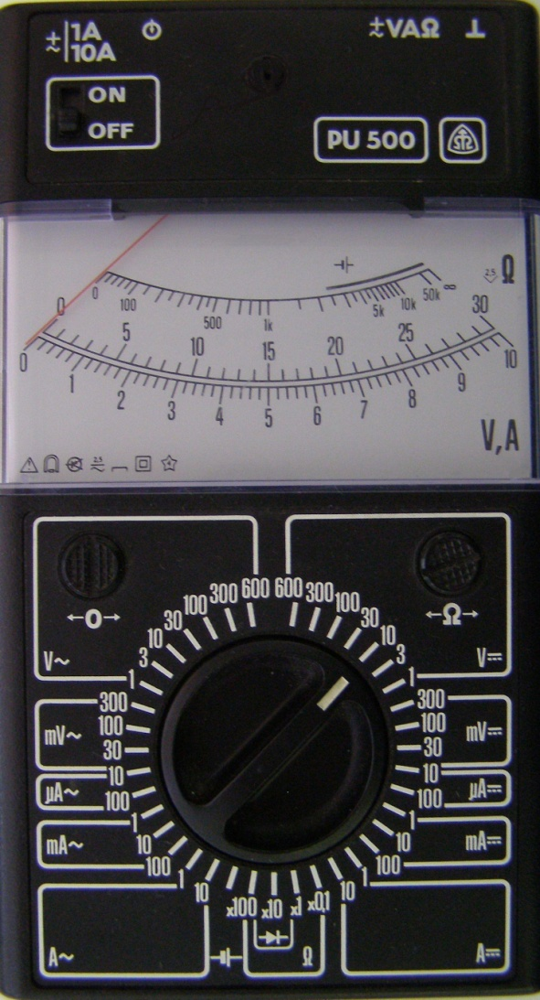 ±~ 1A
10A
±~VAΩ ⊥
ON
OFF
PU 500
0 100 500 1k 5k 10k 50k ∞ Ω
2,5
0 5 10 15 20 25 30
0 1 2 3 4 5 6 7 8 9 10
V,A
2,5
←O→ ←Ω→
V~ 1 3 10 30 100 300 600
600 300 100 30 10 3 1 V⎓
mV~ 300 100 30
300 100 30 mV⎓
µA~ 10 100
10 100 µA⎓
mA~ 1 10 100
1 10 100 mA⎓
A~ 1 10
x100 x10 x1 x0,1
Ω
10 1 A⎓